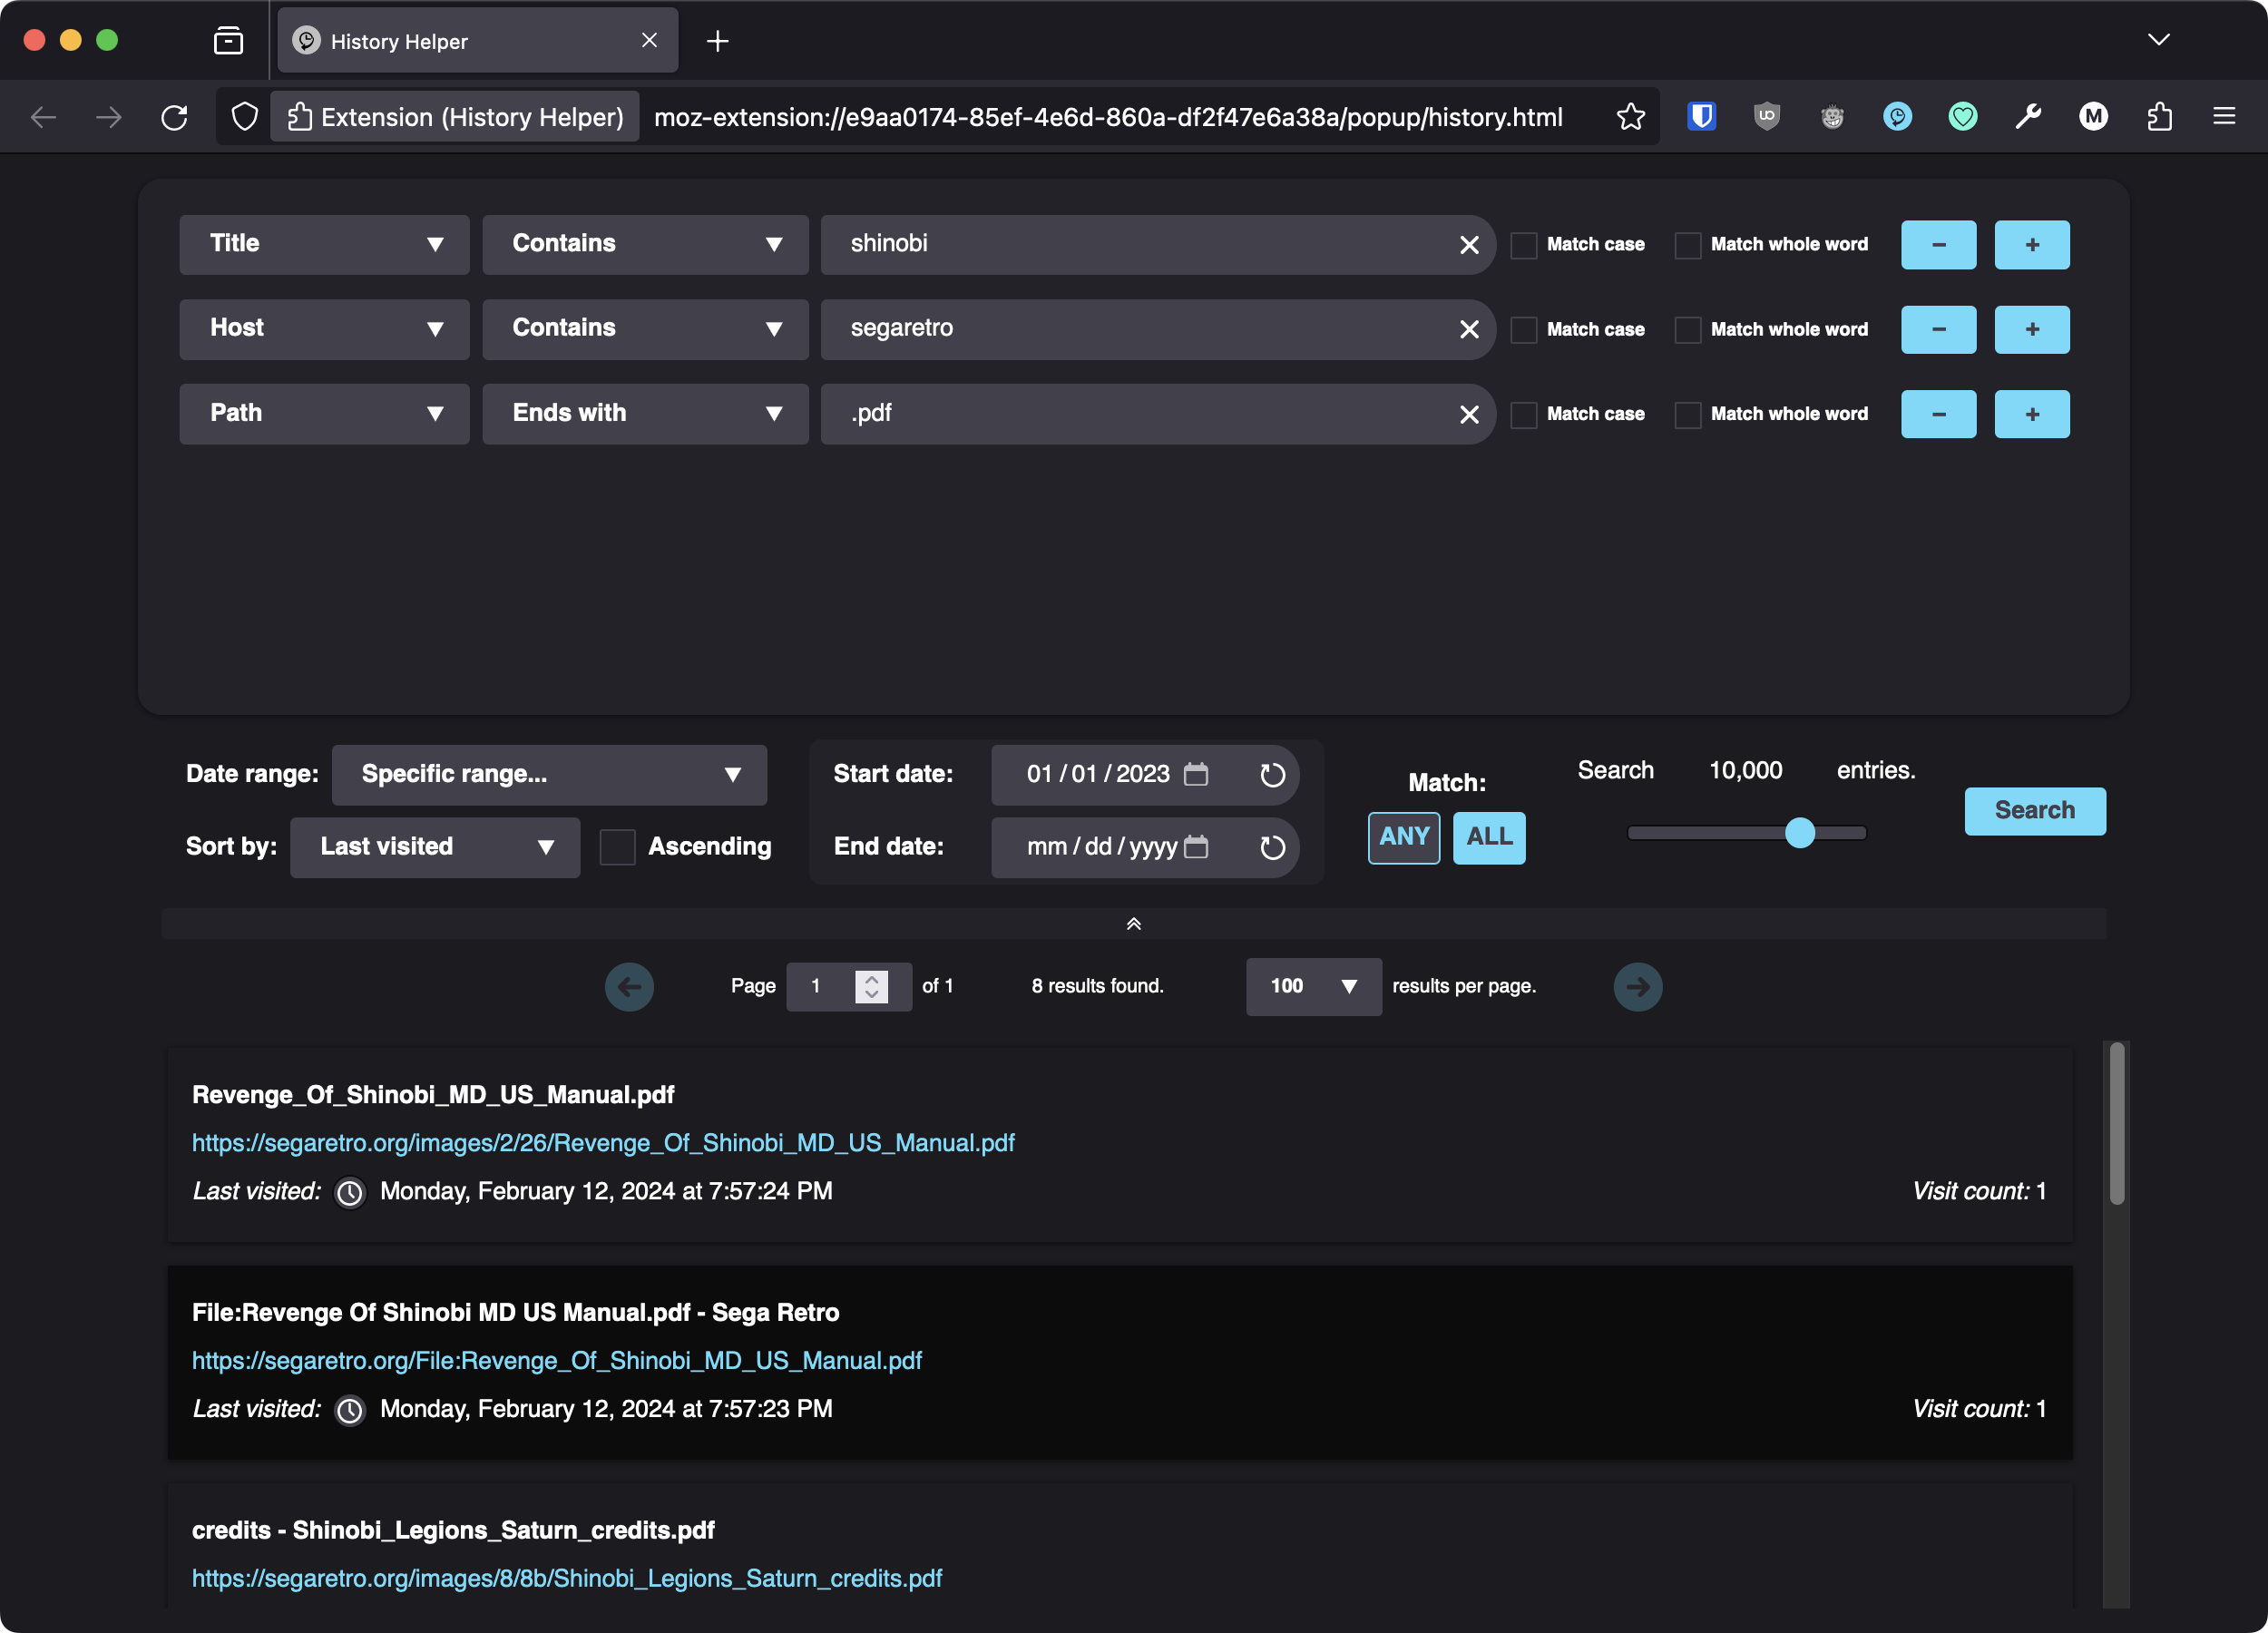 History Helper
Extension (History Helper) moz-extension://e9aa0174-85ef-4e6d-860a-df2f47e6a38a/popup/history.html
Title Contains shinobi Match case Match whole word − +
Host Contains segaretro Match case Match whole word − +
Path Ends with .pdf Match case Match whole word − +
Date range: Specific range... Start date: 01 / 01 / 2023 Match: Search 10,000 entries.
Search
Sort by: Last visited Ascending End date: mm / dd / yyyy ANY ALL
Page 1 of 1 8 results found. 100 results per page.
Revenge_Of_Shinobi_MD_US_Manual.pdf
https://segaretro.org/images/2/26/Revenge_Of_Shinobi_MD_US_Manual.pdf
Last visited: Monday, February 12, 2024 at 7:57:24 PM Visit count: 1
File:Revenge Of Shinobi MD US Manual.pdf - Sega Retro
https://segaretro.org/File:Revenge_Of_Shinobi_MD_US_Manual.pdf
Last visited: Monday, February 12, 2024 at 7:57:23 PM Visit count: 1
credits - Shinobi_Legions_Saturn_credits.pdf
https://segaretro.org/images/8/8b/Shinobi_Legions_Saturn_credits.pdf